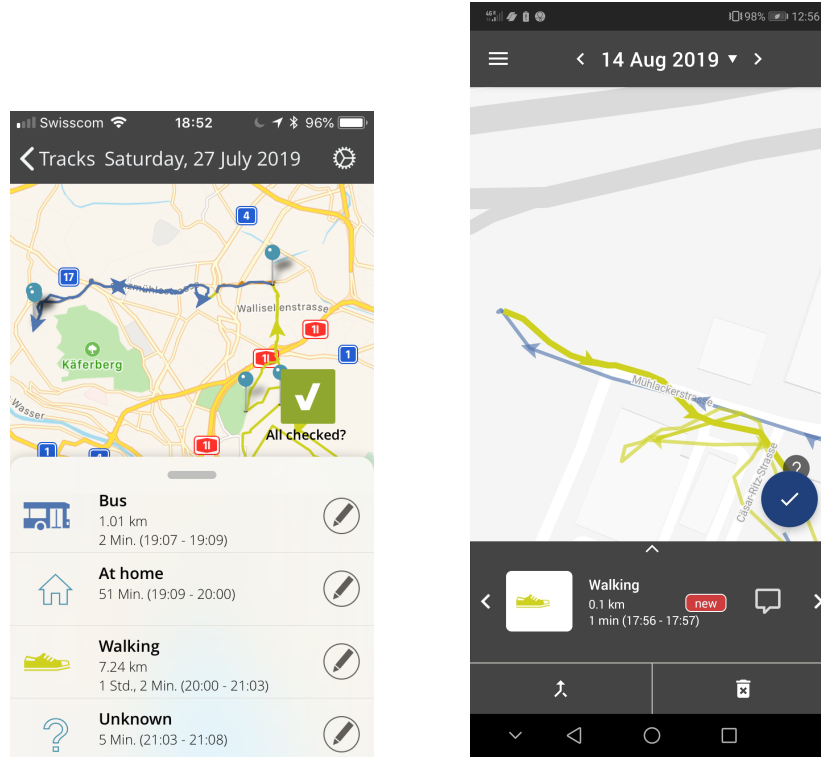 Swisscom 18:52 96%
Tracks Saturday, 27 July 2019
4
17
Wallisellenstrasse
1
Käferberg
Wasser
1
All checked?
Bus
1.01 km
2 Min. (19:07 - 19:09)
At home
51 Min. (19:09 - 20:00)
Walking
7.24 km
1 Std., 2 Min. (20:00 - 21:03)
Unknown
5 Min. (21:03 - 21:08)
98% 12:56
14 Aug 2019
Mühlackerstrasse
Cäsar-Ritz-Strasse
?
Walking
0.1 km
new
1 min (17:56 - 17:57)